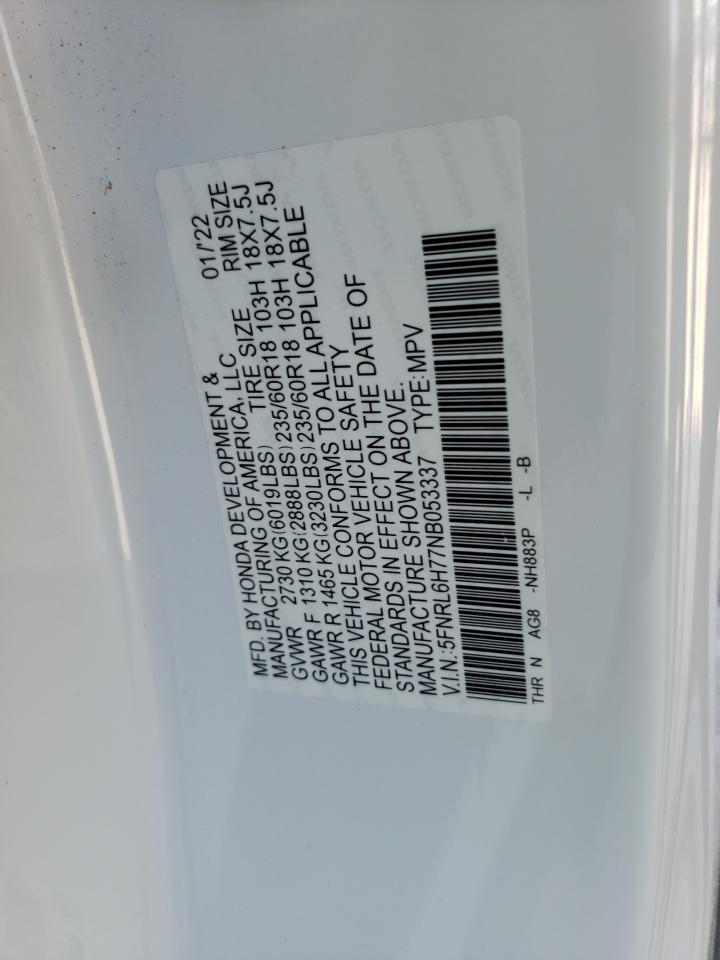 MFD. BY HONDA DEVELOPMENT & 01/'22
MANUFACTURING OF AMERICA, LLC
GVWR 2730 KG(6019LBS) TIRE SIZE RIM SIZE
GAWR F 1310 KG(2888LBS)235/60R18 103H 18X7.5J
GAWR R 1465 KG(3230LBS)235/60R18 103H 18X7.5J
THIS VEHICLE CONFORMS TO ALL APPLICABLE
FEDERAL MOTOR VEHICLE SAFETY
STANDARDS IN EFFECT ON THE DATE OF
MANUFACTURE SHOWN ABOVE.
V.I.N.:5FNRL6H77NB053337 TYPE:MPV
THR N AG8 -NH883P -L -B